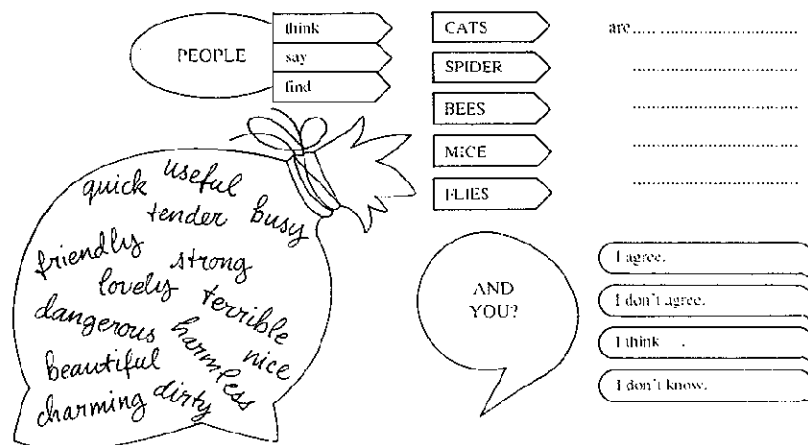 PEOPLE
think
say
find
CATS
SPIDER
BEES
MICE
FLIES
are
quick useful
tender busy
friendly strong
lovely terrible
dangerous harmless
beautiful nice
charming dirty
AND
YOU?
I agree.
I don't agree.
I think .
I don't know.